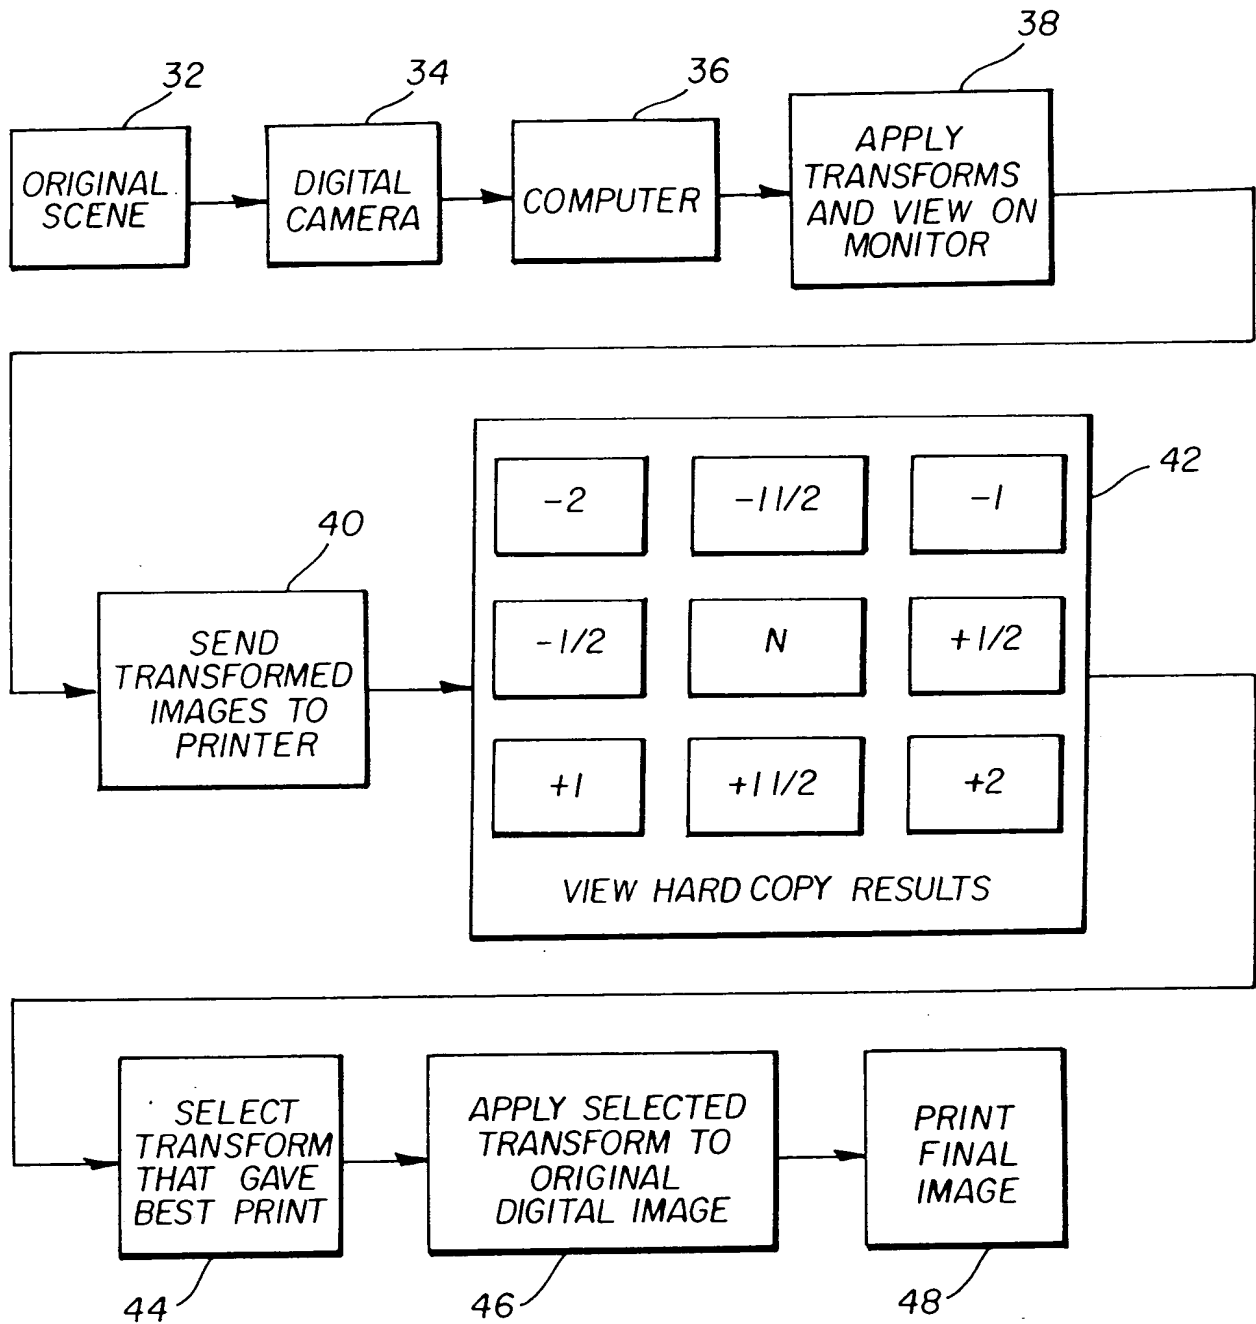 32
34
36
38
ORIGINAL
SCENE
DIGITAL
CAMERA
COMPUTER
APPLY
TRANSFORMS
AND VIEW ON
MONITOR
40
SEND
TRANSFORMED
IMAGES TO
PRINTER
42
-2
-1 1/2
-1
-1/2
N
+1/2
+1
+1 1/2
+2
VIEW HARD COPY RESULTS
SELECT
TRANSFORM
THAT GAVE
BEST PRINT
44
APPLY SELECTED
TRANSFORM TO
ORIGINAL
DIGITAL IMAGE
46
PRINT
FINAL
IMAGE
48